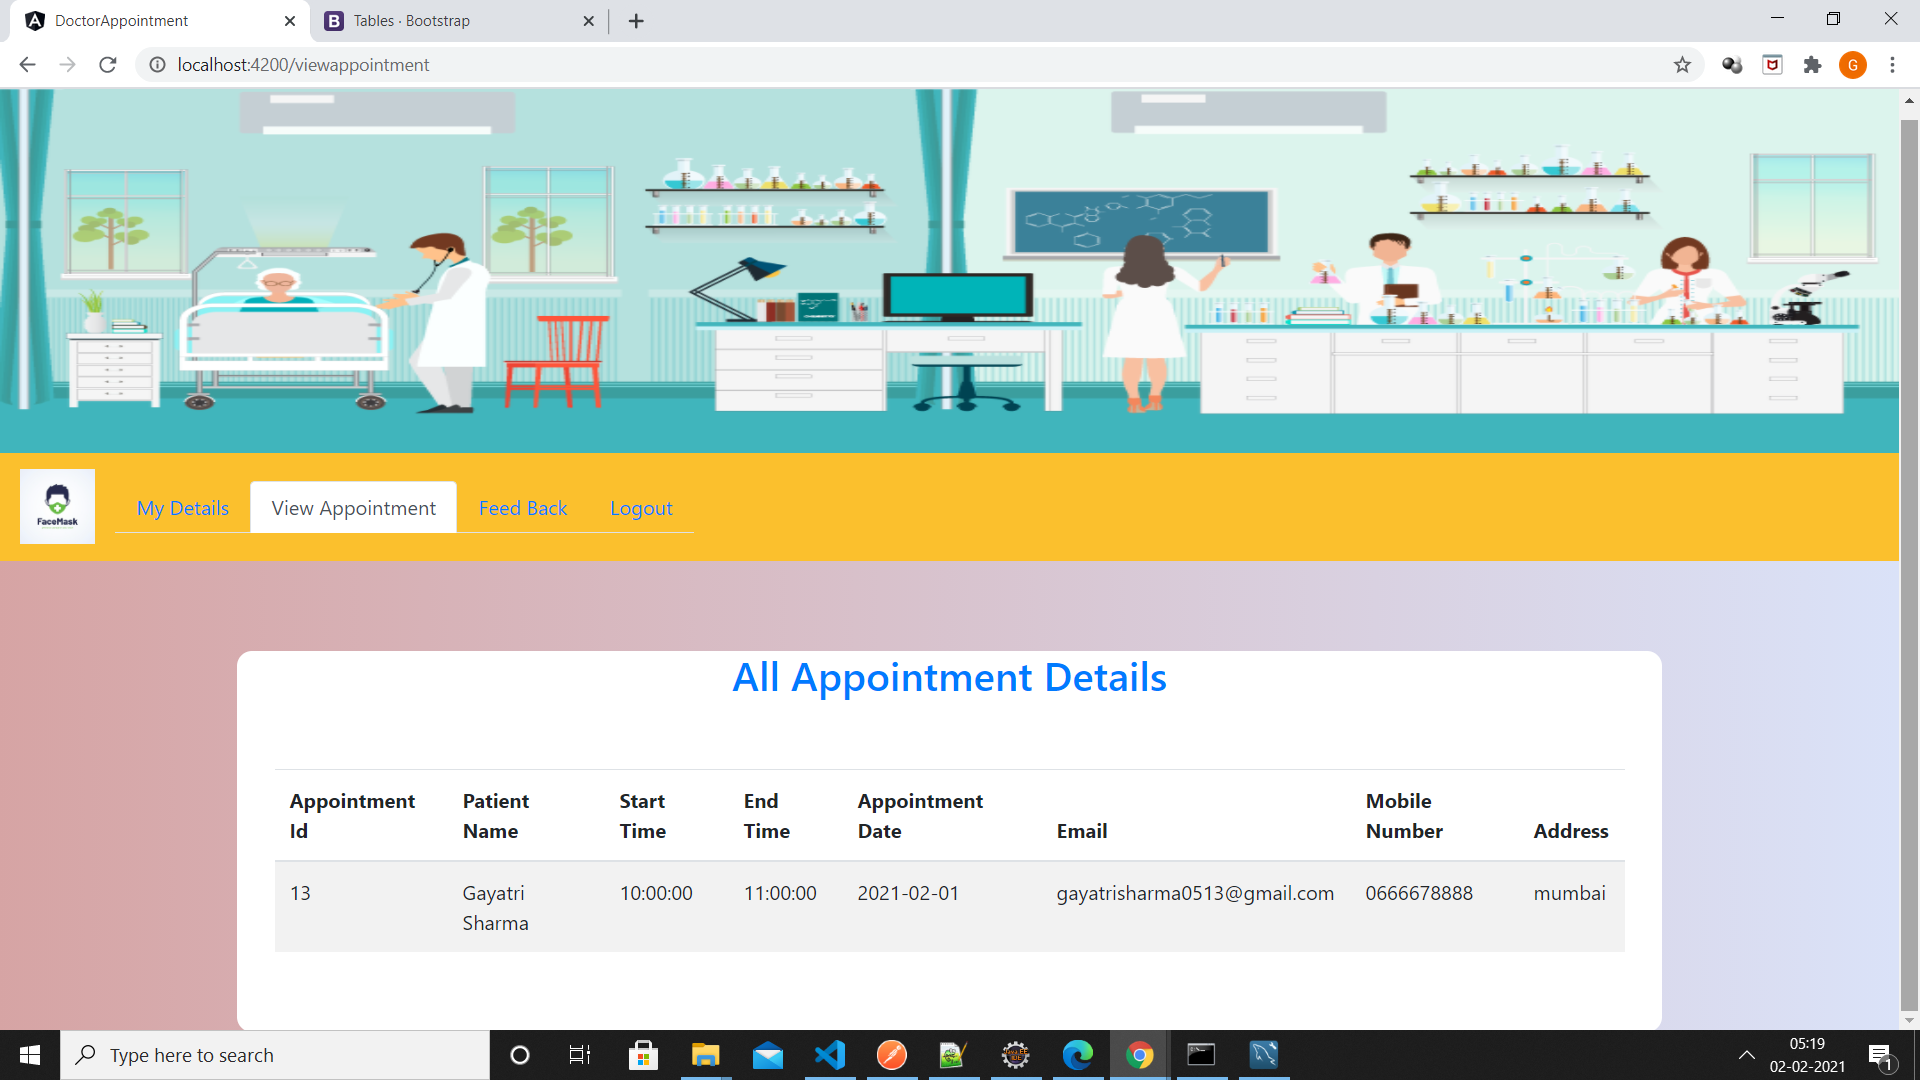 DoctorAppointment
Tables · Bootstrap
localhost:4200/viewappointment
G
FaceMask
My Details
View Appointment
Feed Back
Logout
All Appointment Details
Appointment Id
Patient Name
Start Time
End Time
Appointment Date
Email
Mobile Number
Address
13
Gayatri Sharma
10:00:00
11:00:00
2021-02-01
gayatrisharma0513@gmail.com
0666678888
mumbai
Type here to search
05:19
02-02-2021
1